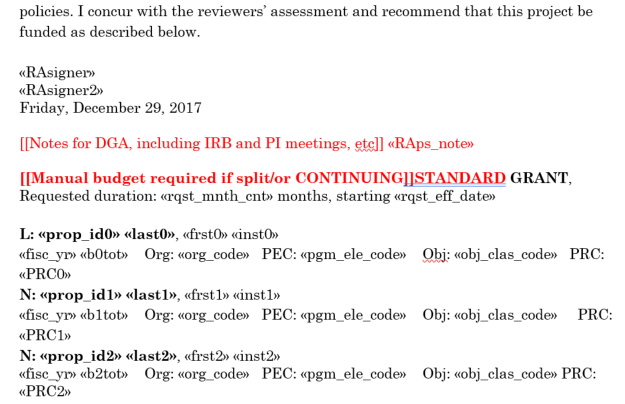 policies. I concur with the reviewers' assessment and recommend that this project be
funded as described below.
«RAsigner»
«RAsigner2»
Friday, December 29, 2017
[[Notes for DGA, including IRB and PI meetings, etc]] «RAps_note»
[[Manual budget required if split/or CONTINUING]]STANDARD GRANT,
Requested duration: «rqst_mnth_cnt» months, starting «rqst_eff_date»
L: «prop_id0» «last0», «frst0» «inst0»
«fisc_yr» «b0tot» Org: «org_code» PEC: «pgm_ele_code» Obj: «obj_clas_code» PRC:
«PRC0»
N: «prop_id1» «last1», «frst1» «inst1»
«fisc_yr» «b1tot» Org: «org_code» PEC: «pgm_ele_code» Obj: «obj_clas_code» PRC:
«PRC1»
N: «prop_id2» «last2», «frst2» «inst2»
«fisc_yr» «b2tot» Org: «org_code» PEC: «pgm_ele_code» Obj: «obj_clas_code» PRC:
«PRC2»